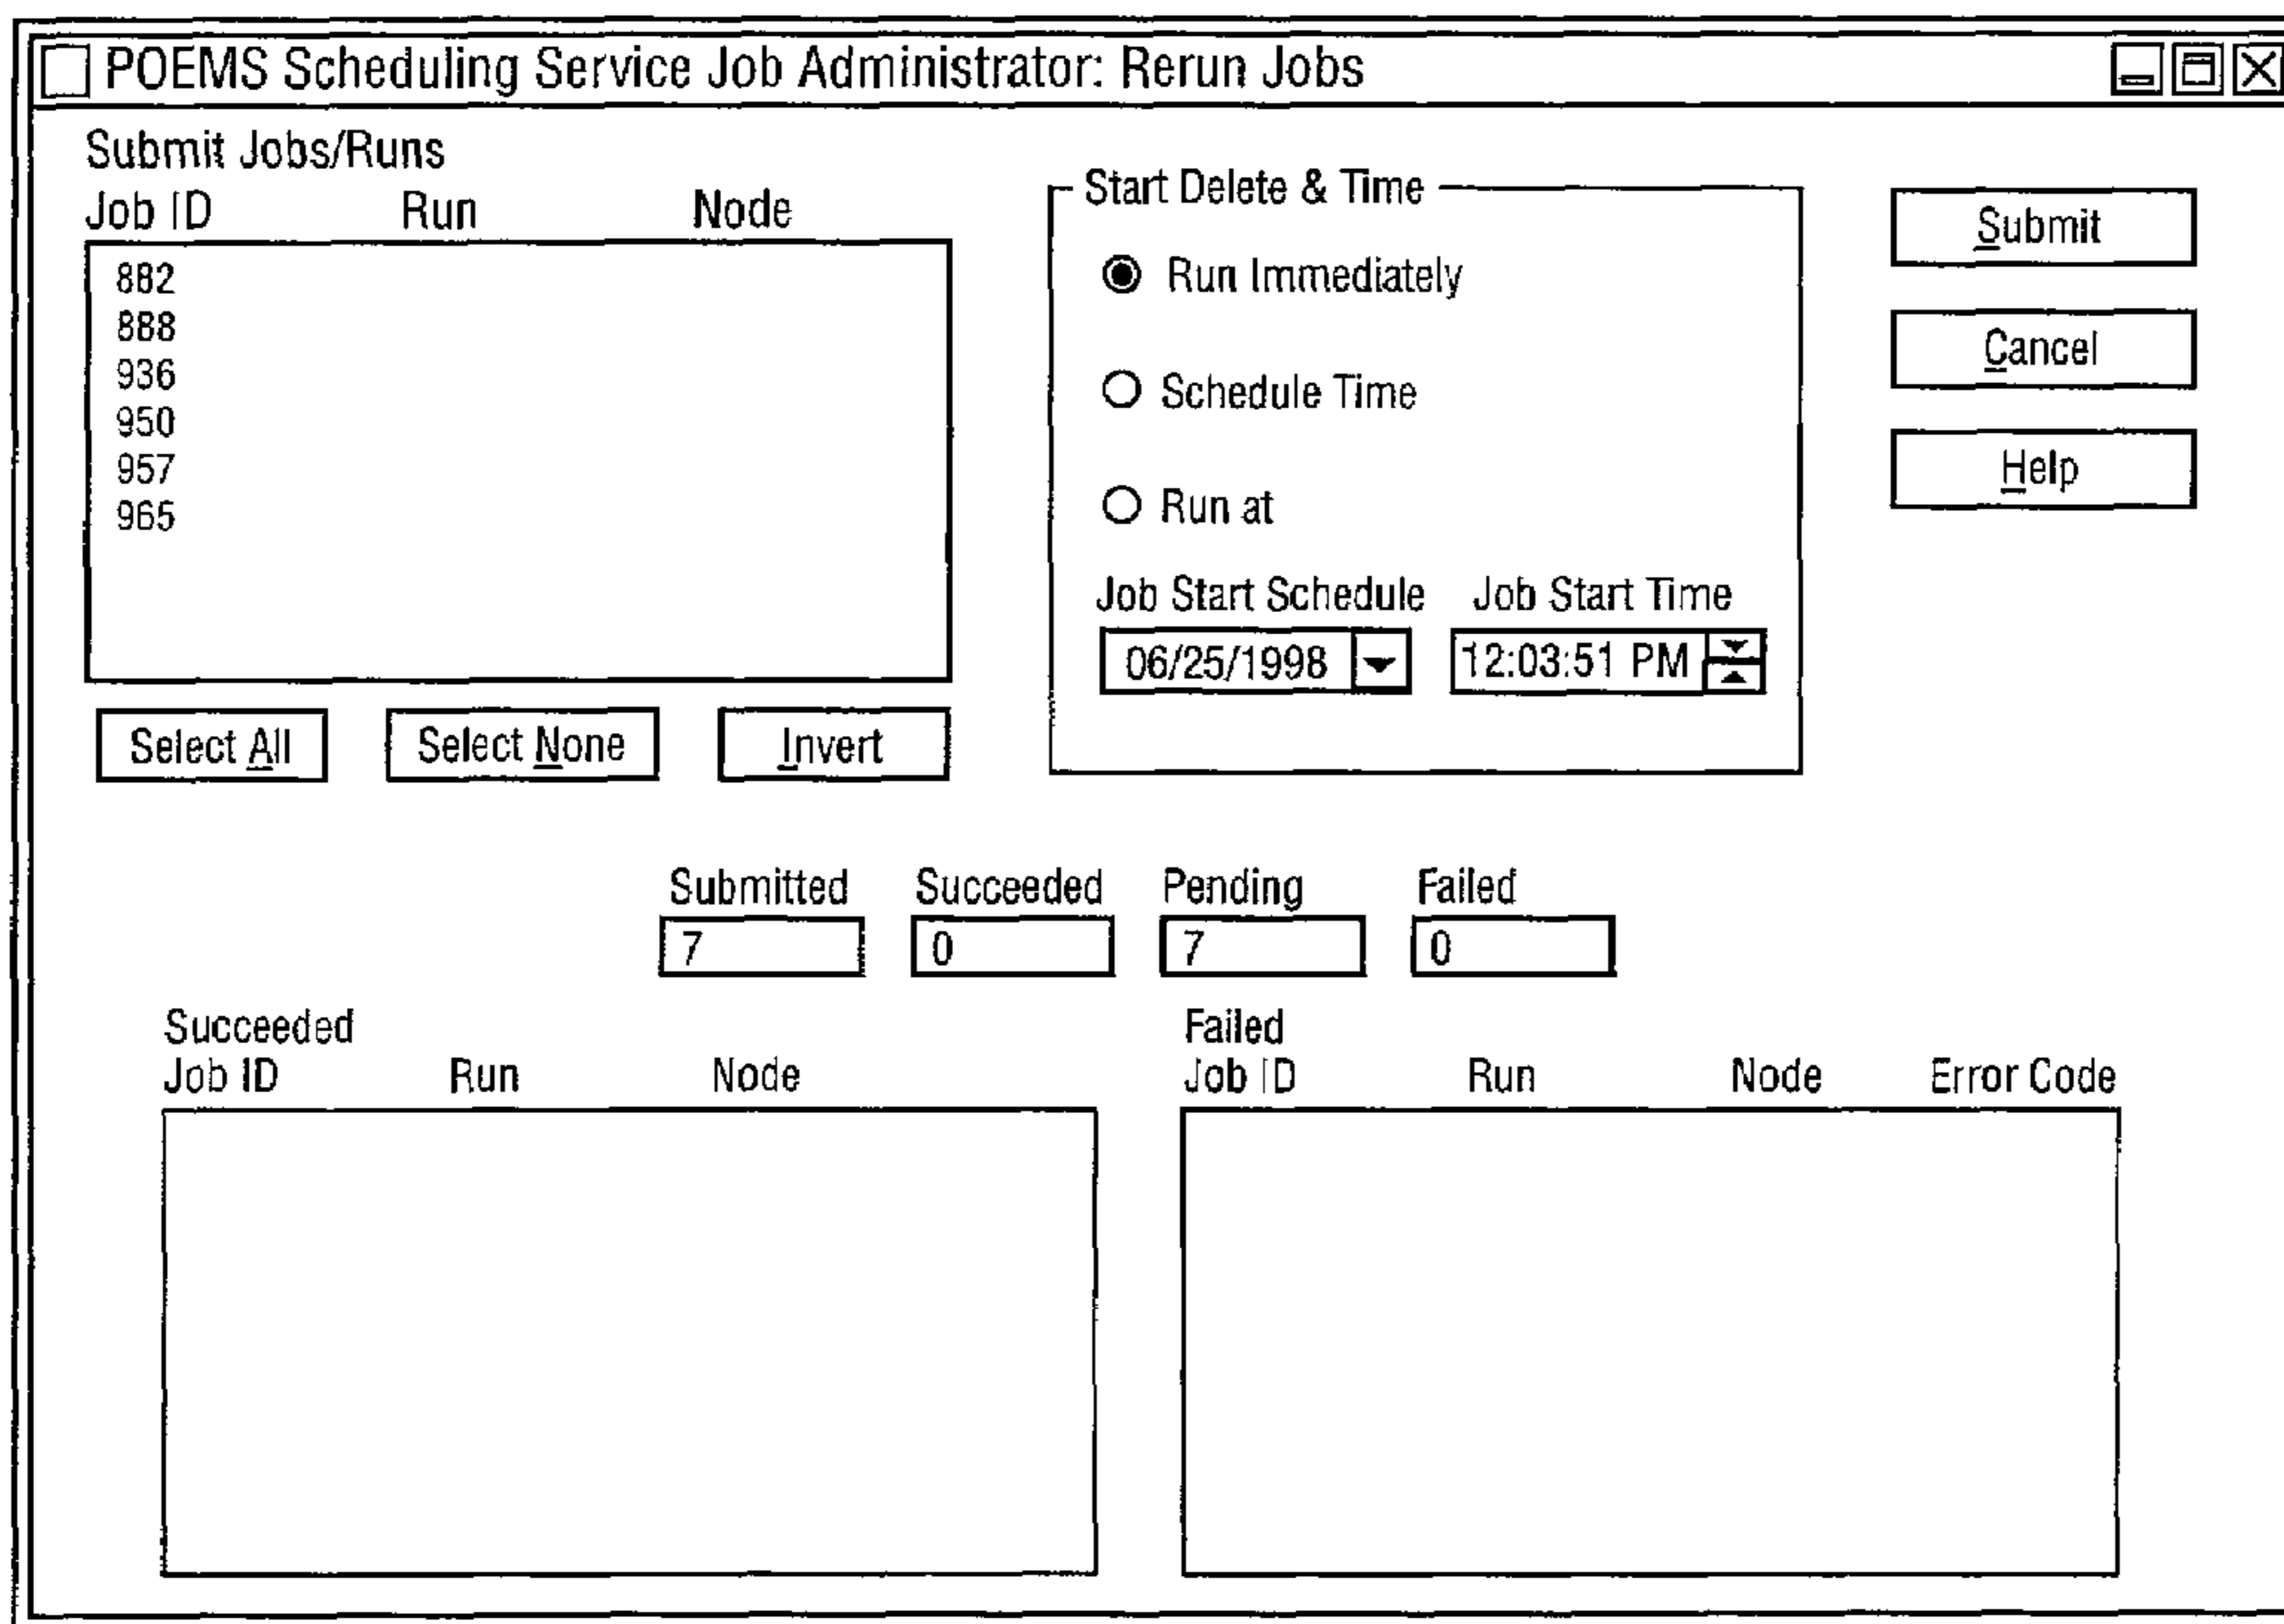 POEMS Scheduling Service Job Administrator: Rerun Jobs
Submit Jobs/Runs
Job ID Run Node
882
888
936
950
957
965
Select All Select None Invert
Start Delete & Time
Run Immediately
Schedule Time
Run at
Job Start Schedule Job Start Time
06/25/1998 12:03:51 PM
Submit
Cancel
Help
Submitted Succeeded Pending Failed
7 0 7 0
Succeeded
Job ID Run Node
Failed
Job ID Run Node Error Code